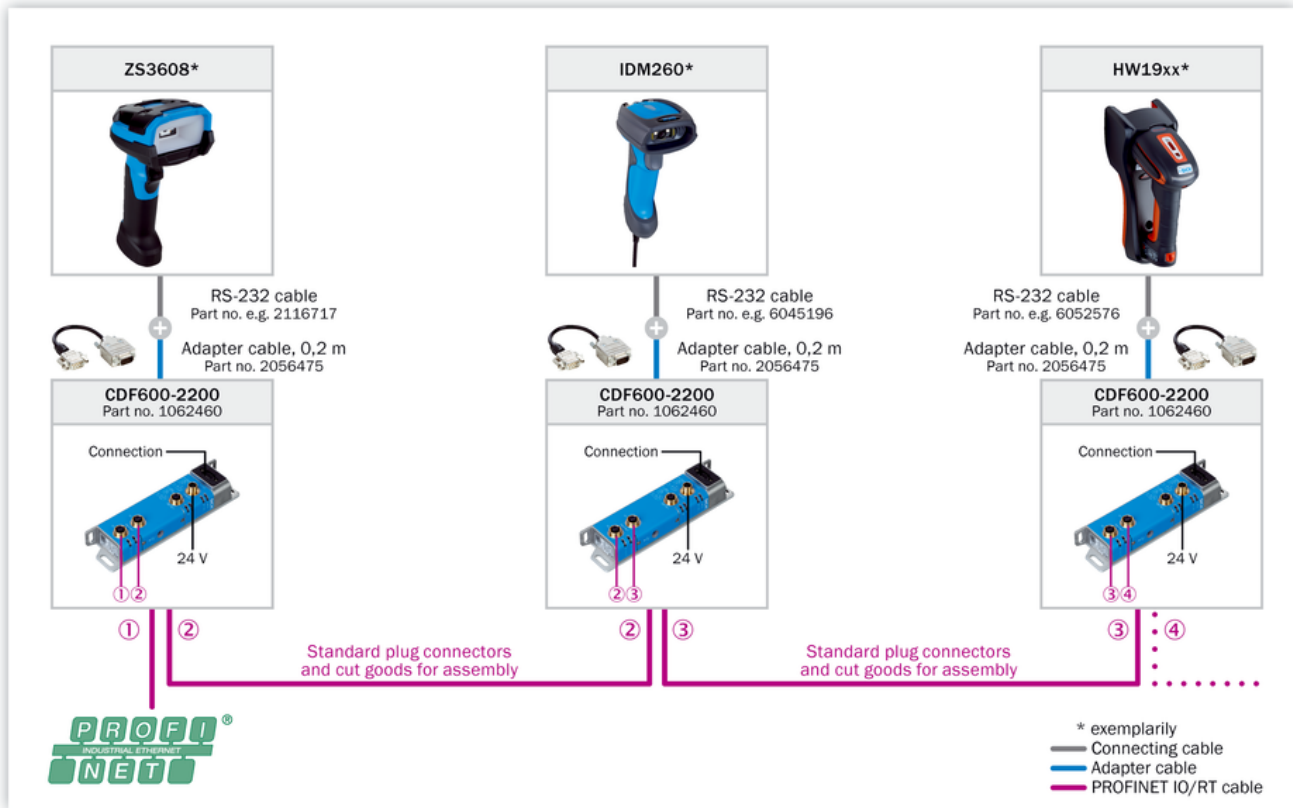 ZS3608*
RS-232 cable
Part no. e.g. 2116717
Adapter cable, 0,2 m
Part no. 2056475
CDF600-2200
Part no. 1062460
Connection
24 V
①②
① ②
IDM260*
RS-232 cable
Part no. e.g. 6045196
Adapter cable, 0,2 m
Part no. 2056475
CDF600-2200
Part no. 1062460
Connection
24 V
②③
② ③
HW19xx*
RS-232 cable
Part no. e.g. 6052576
Adapter cable, 0,2 m
Part no. 2056475
CDF600-2200
Part no. 1062460
Connection
24 V
③④
③ ④
Standard plug connectors
and cut goods for assembly
Standard plug connectors
and cut goods for assembly
PROFI®
INDUSTRIAL ETHERNET
NET
* exemplarily
Connecting cable
Adapter cable
PROFINET IO/RT cable